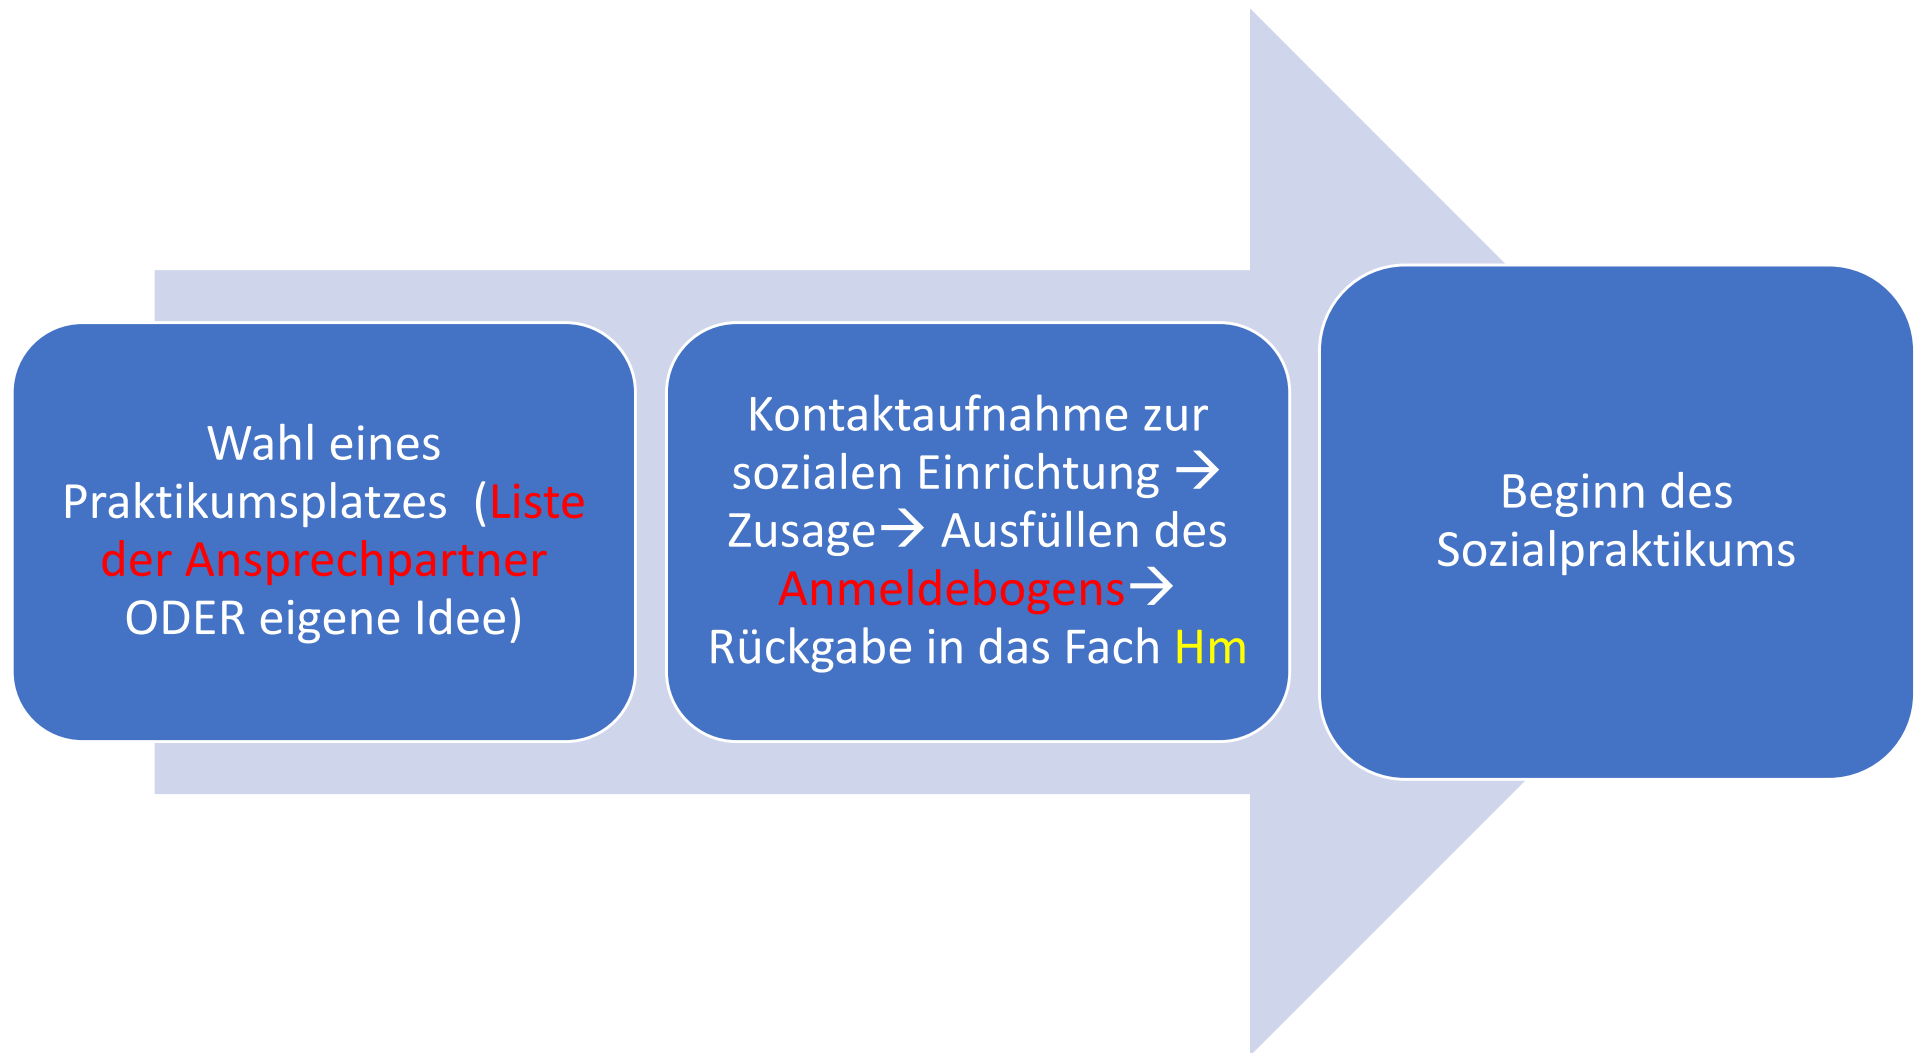 Wahl eines
Praktikumsplatzes (Liste
der Ansprechpartner
ODER eigene Idee)
Kontaktaufnahme zur
sozialen Einrichtung →
Zusage→ Ausfüllen des
Anmeldebogens→
Rückgabe in das Fach Hm
Beginn des
Sozialpraktikums